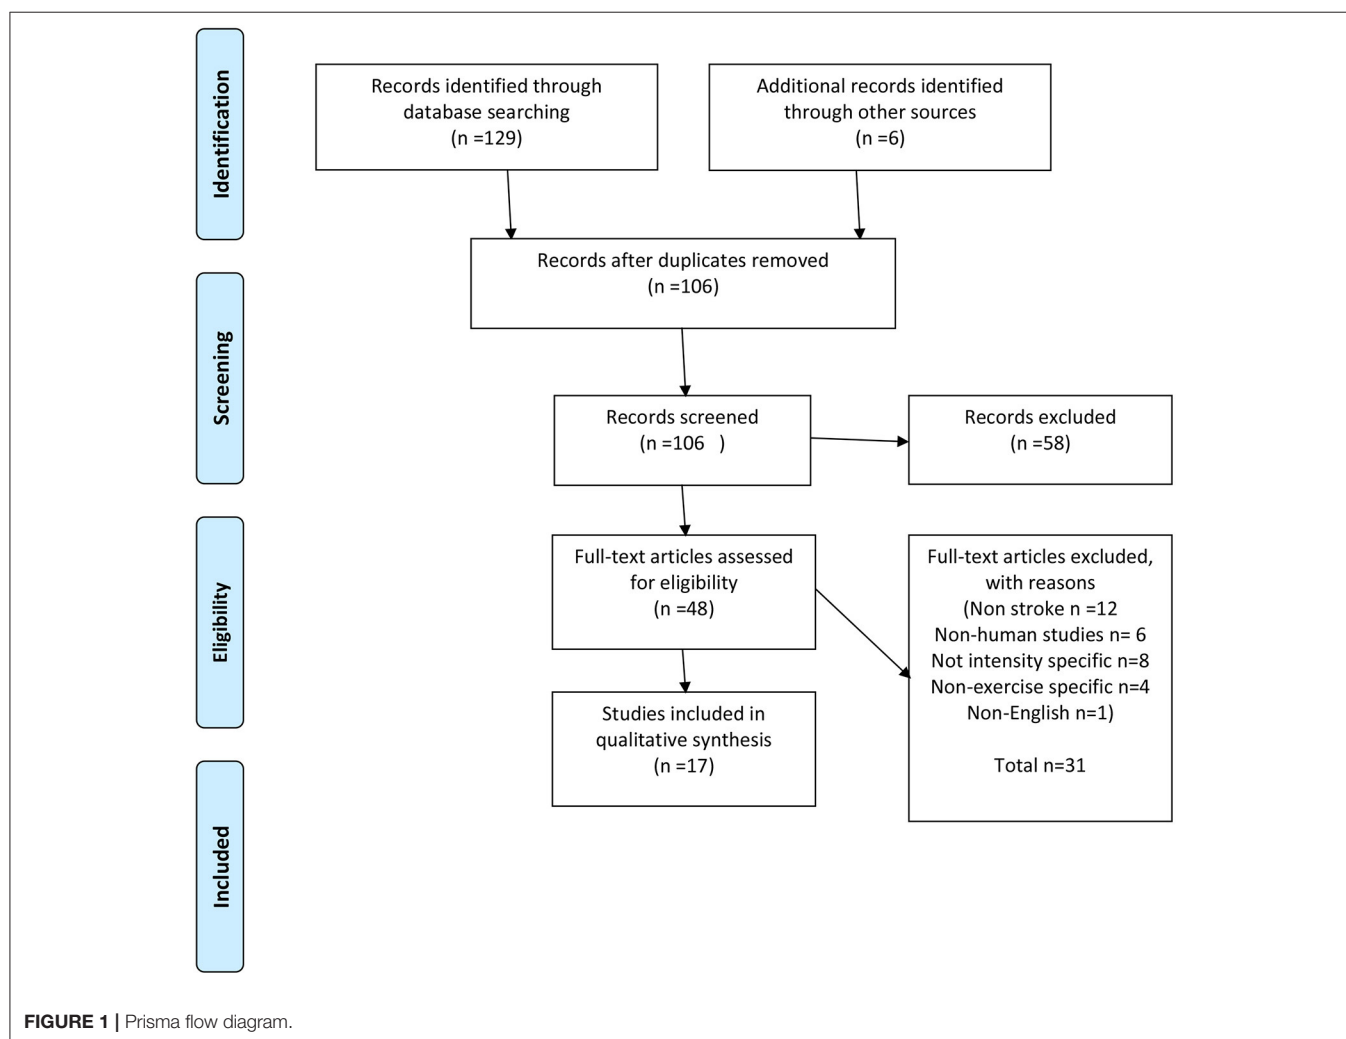 Identification
Records identified through
database searching
(n =129)
Additional records identified
through other sources
(n =6)
Records after duplicates removed
(n =106)
Screening
Records screened
(n =106   )
Records excluded
(n =58)
Eligibility
Full-text articles assessed
for eligibility
(n =48)
Full-text articles excluded,
with reasons
(Non stroke n =12
Non-human studies n= 6
Not intensity specific n=8
Non-exercise specific n=4
Non-English n=1)
Total n=31
Studies included in
qualitative synthesis
(n =17)
Included
FIGURE 1 | Prisma flow diagram.